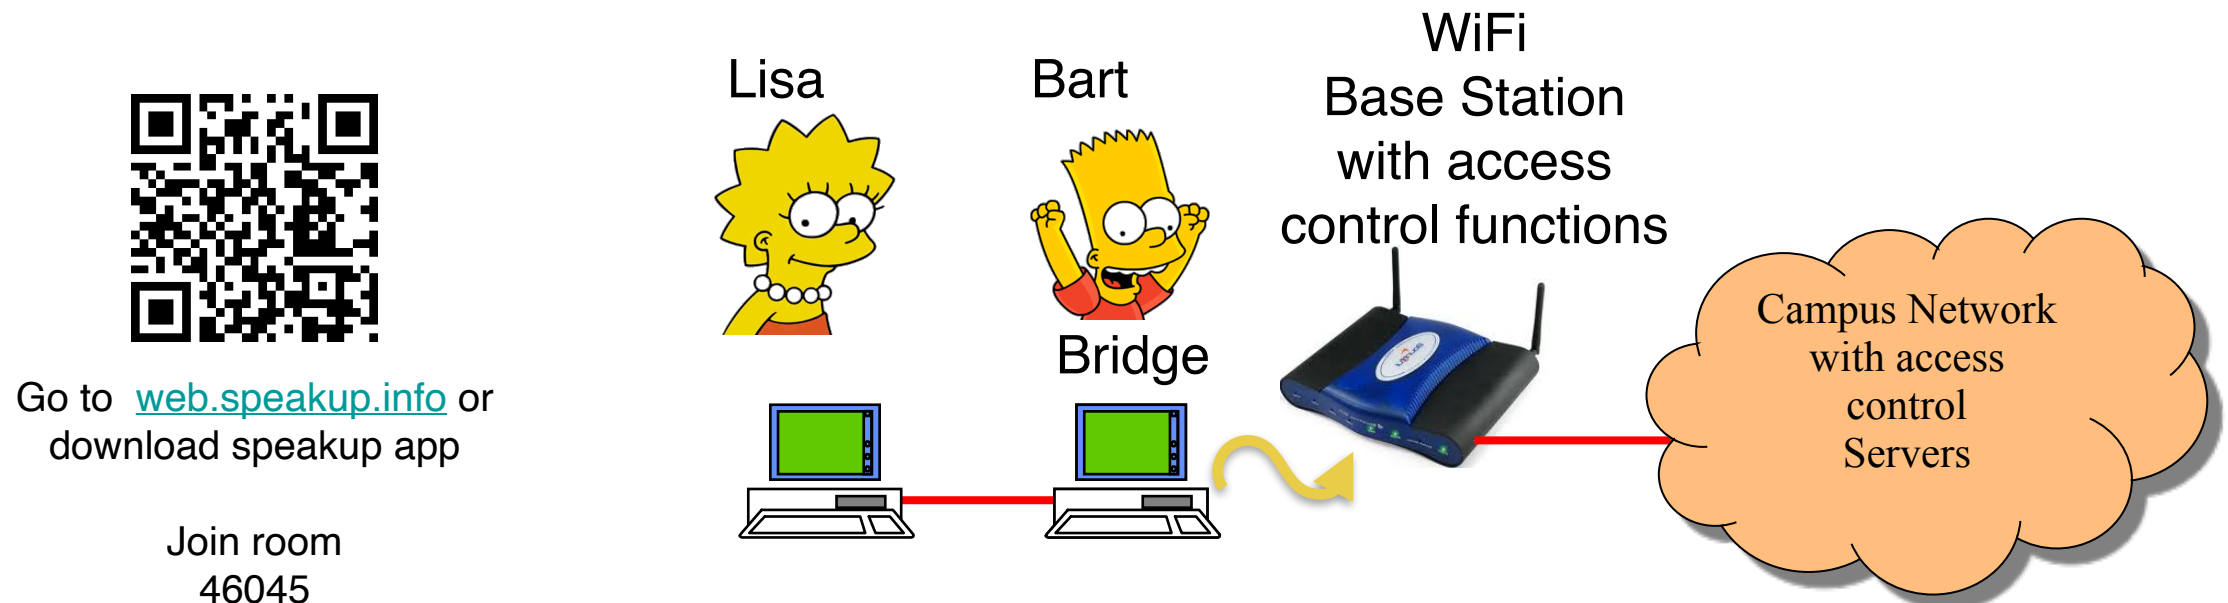 Go to web.speakup.info or
download speakup app
Join room
46045
Lisa
Bart
Bridge
WiFi
Base Station
with access
control functions
Campus Network
with access
control
Servers